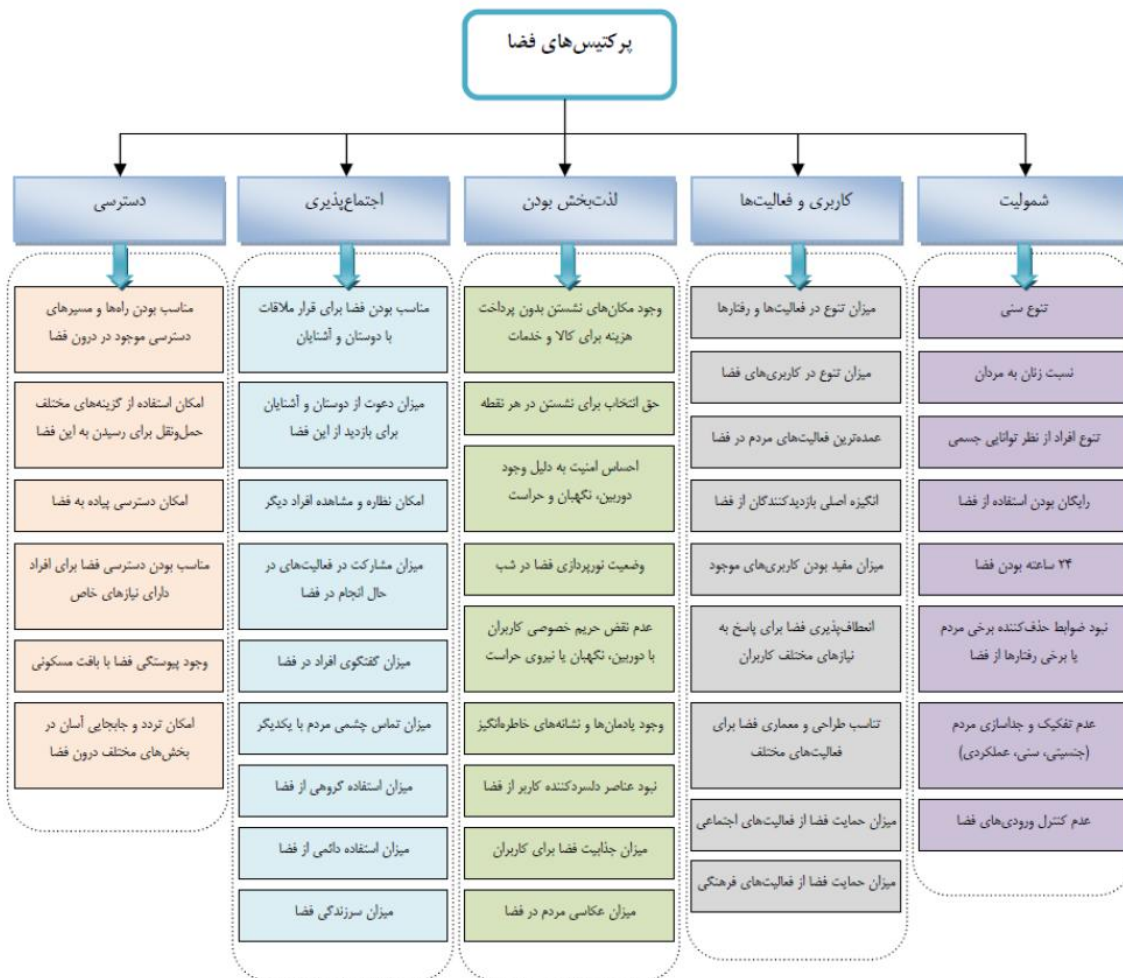 پرکتیس‌های فضا
شمولیت
تنوع سنی
نسبت زنان به مردان
تنوع افراد از نظر توانایی جسمی
رایگان بودن استفاده از فضا
۲۴ ساعته بودن فضا
نبود ضوابط حذف‌کننده برخی مردم
یا برخی رفتارها از فضا
عدم تفکیک و جداسازی مردم
(جنسیتی، سنی، عملکردی)
عدم کنترل ورودی‌های فضا
کاربری و فعالیت‌ها
میزان تنوع در فعالیت‌ها و رفتارها
میزان تنوع در کاربری‌های فضا
عمده‌ترین فعالیت‌های مردم در فضا
انگیزه اصلی بازدیدکنندگان از فضا
میزان مفید بودن کاربری‌های موجود
انعطاف‌پذیری فضا برای پاسخ به
نیازهای مختلف کاربران
تناسب طراحی و معماری فضا برای
فعالیت‌های مختلف
میزان حمایت فضا از فعالیت‌های اجتماعی
میزان حمایت فضا از فعالیت‌های فرهنگی
لذت‌بخش بودن
وجود مکان‌های نشستن بدون پرداخت
هزینه برای کالا و خدمات
حق انتخاب برای نشستن در هر نقطه
احساس امنیت به دلیل وجود
دوربین، نگهبان و حراست
وضعیت نورپردازی فضا در شب
عدم نقض حریم خصوصی کاربران
با دوربین، نگهبان یا نیروی حراست
وجود یادمان‌ها و نشانه‌های خاطره‌انگیز
نبود عناصر دلسردکننده کاربر از فضا
میزان جذابیت فضا برای کاربران
میزان عکاسی مردم در فضا
اجتماع‌پذیری
مناسب بودن فضا برای قرار ملاقات
با دوستان و آشنایان
میزان دعوت از دوستان و آشنایان
برای بازدید از این فضا
امکان نظاره و مشاهده افراد دیگر
میزان مشارکت در فعالیت‌های در
حال انجام در فضا
میزان گفتگوی افراد در فضا
میزان تماس چشمی مردم با یکدیگر
میزان استفاده گروهی از فضا
میزان استفاده دائمی از فضا
میزان سرزندگی فضا
دسترسی
مناسب بودن راه‌ها و مسیرهای
دسترسی موجود در درون فضا
امکان استفاده از گزینه‌های مختلف
حمل‌ونقل برای رسیدن به این فضا
امکان دسترسی پیاده به فضا
مناسب بودن دسترسی فضا برای افراد
دارای نیازهای خاص
وجود پیوستگی فضا با بافت مسکونی
امکان تردد و جابجایی آسان در
بخش‌های مختلف درون فضا